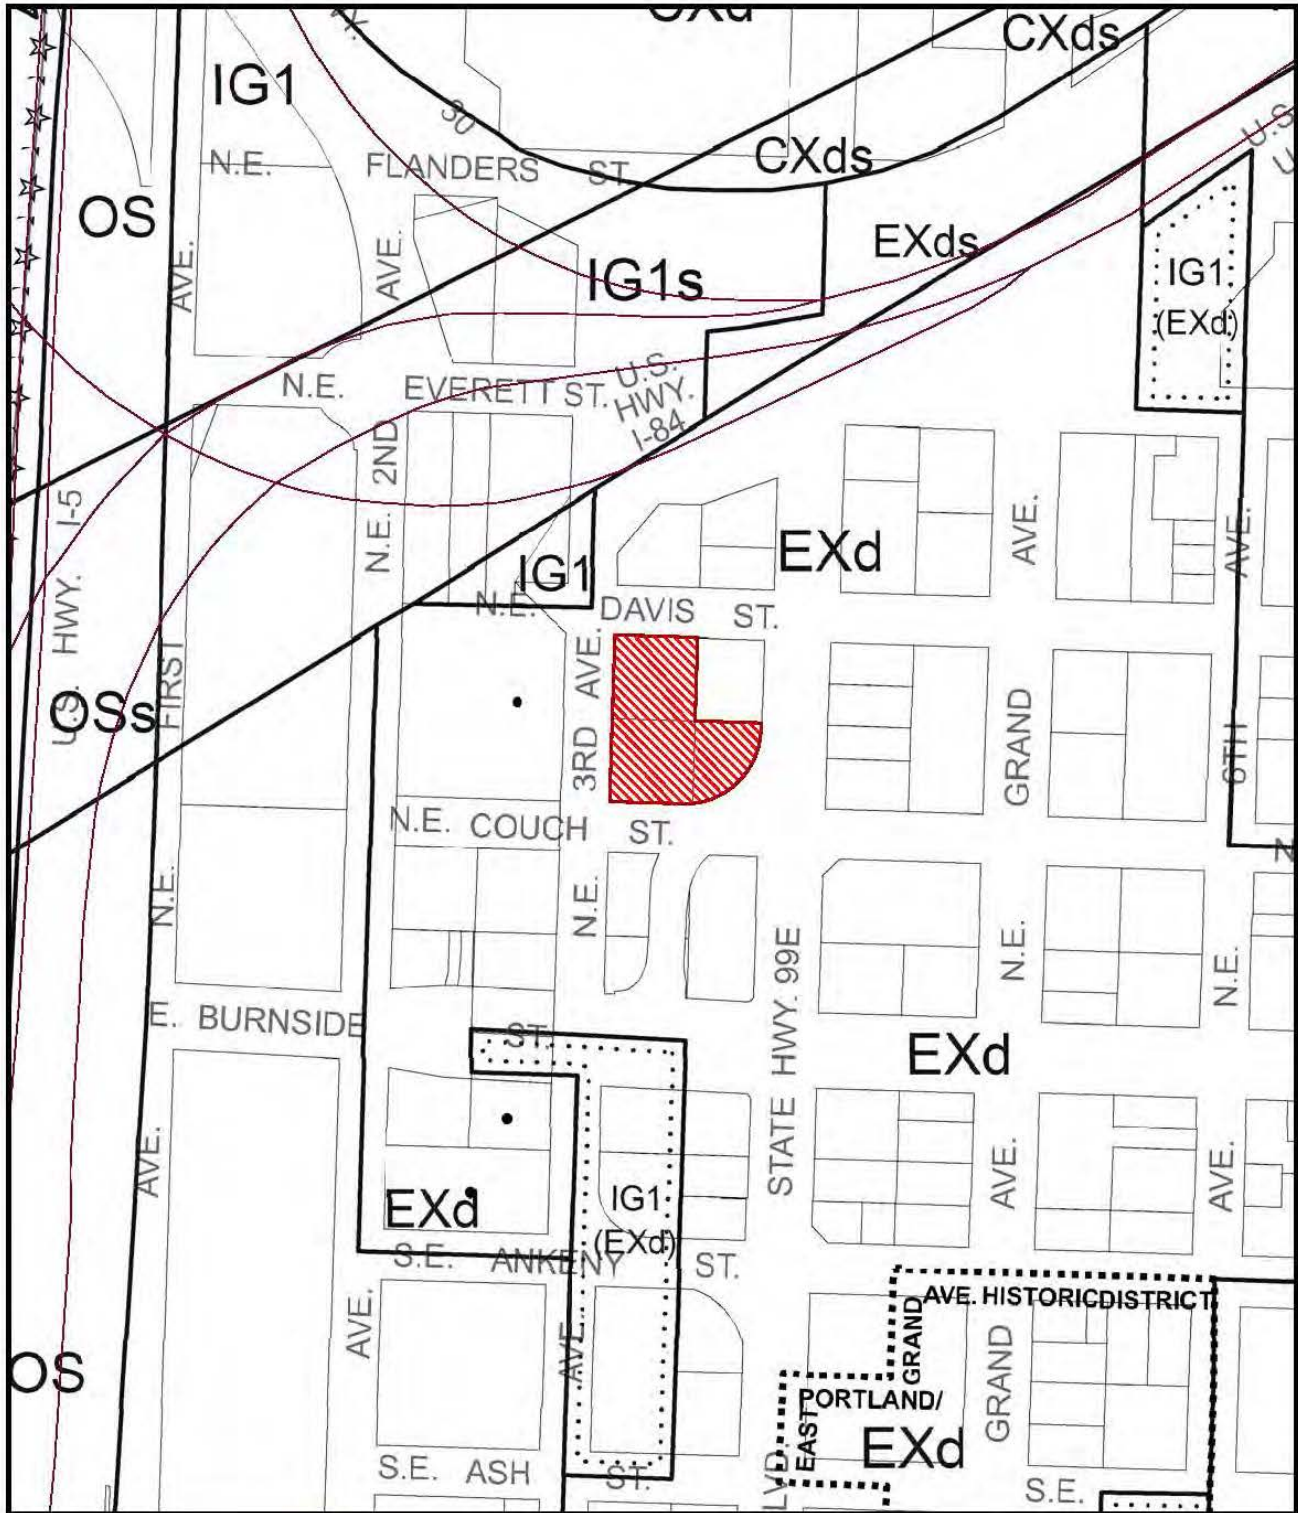 EXd
CXds
IG1
30
CXds
N.E. FLANDERS ST.
U.S.
OS
AVE.
AVE.
EXds
IG1s
IG1
(EXd)
N.E. EVERETT ST.
U.S.
HWY.
I-84
N.E. 2ND
U.S. HWY. I-5
AVE.
AVE.
EXd
IG1
N.E. DAVIS ST.
3RD AVE.
OSs
FIRST
GRAND
6TH
N.E. COUCH ST.
N.E.
N.E.
N.E.
N.E.
STATE HWY. 99E
E. BURNSIDE ST.
EXd
AVE.
AVE.
AVE.
EXd
IG1
(EXd)
S.E. ANKENY ST.
AVE. HISTORIC DISTRICT
GRAND
GRAND
AVE.
AVE.
OS
PORTLAND/
EAST
EXd
LVD.
S.E. ASH ST.
S.E.